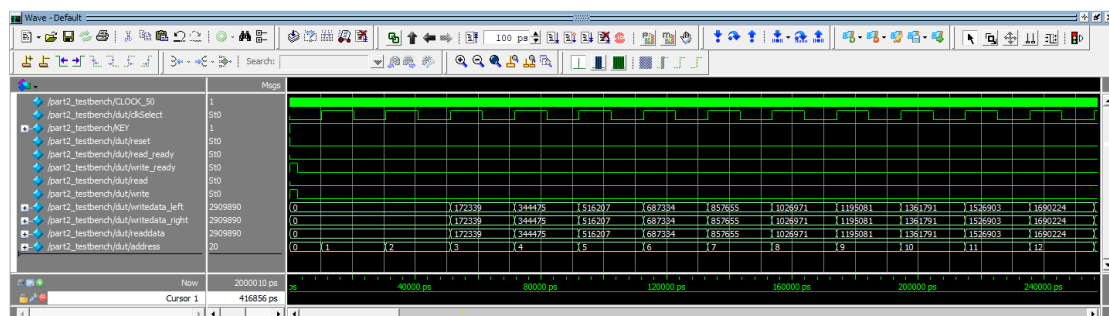 Wave - Default
100 ps
Search:
Msgs
/part2_testbench/CLOCK_50 1
/part2_testbench/dut/clkSelect St0
/part2_testbench/KEY 1
/part2_testbench/dut/reset St0
/part2_testbench/dut/read_ready St0
/part2_testbench/dut/write_ready St0
/part2_testbench/dut/read St0
/part2_testbench/dut/write St0
/part2_testbench/dut/writedata_left 2909890 0 172339 344475 516207 687334 857655 1026971 1195081 1361791 1526903 1690224
/part2_testbench/dut/writedata_right 2909890 0 172339 344475 516207 687334 857655 1026971 1195081 1361791 1526903 1690224
/part2_testbench/dut/readdata 2909890 0 172339 344475 516207 687334 857655 1026971 1195081 1361791 1526903 1690224
/part2_testbench/dut/address 20 0 1 2 3 4 5 6 7 8 9 10 11 12
Now 2000010 ps ps 40000 ps 80000 ps 120000 ps 160000 ps 200000 ps 240000 ps
Cursor 1 416856 ps